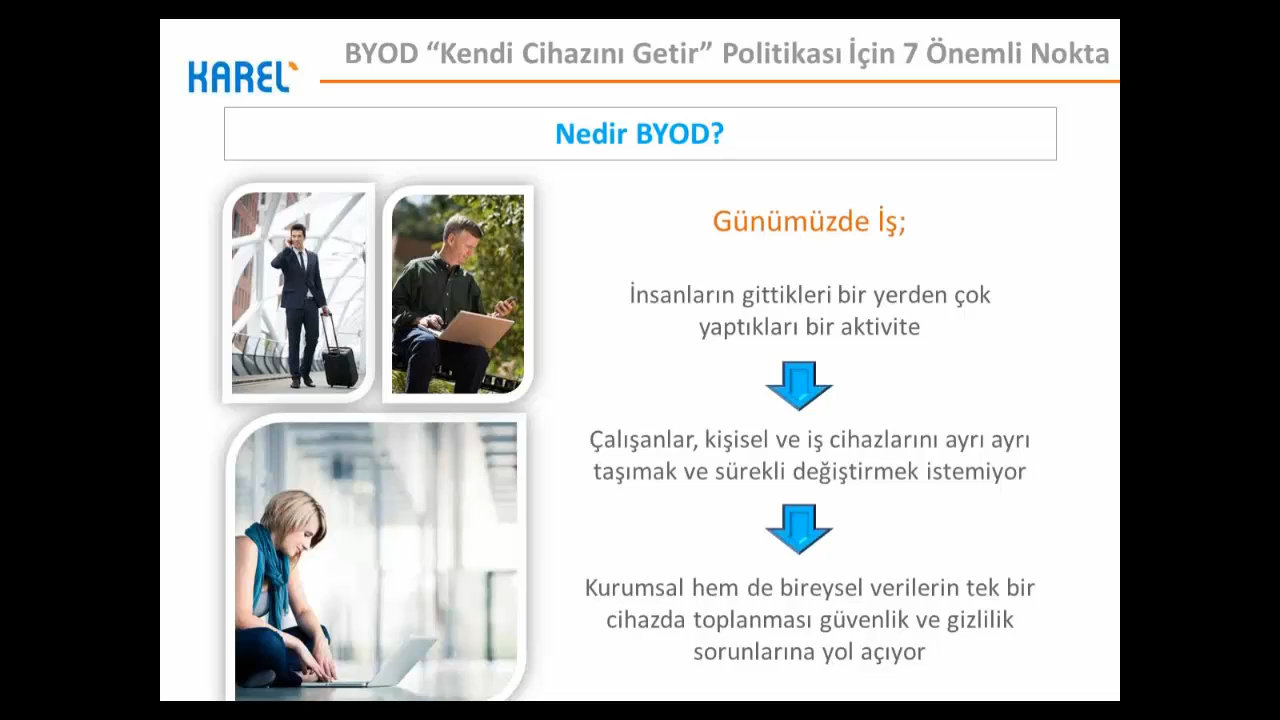 BYOD “Kendi Cihazını Getir” Politikası İçin 7 Önemli Nokta
KAREL
Nedir BYOD?
Günümüzde İş;
İnsanların gittikleri bir yerden çok
yaptıkları bir aktivite
Çalışanlar, kişisel ve iş cihazlarını ayrı ayrı
taşımak ve sürekli değiştirmek istemiyor
Kurumsal hem de bireysel verilerin tek bir
cihazda toplanması güvenlik ve gizlilik
sorunlarına yol açıyor